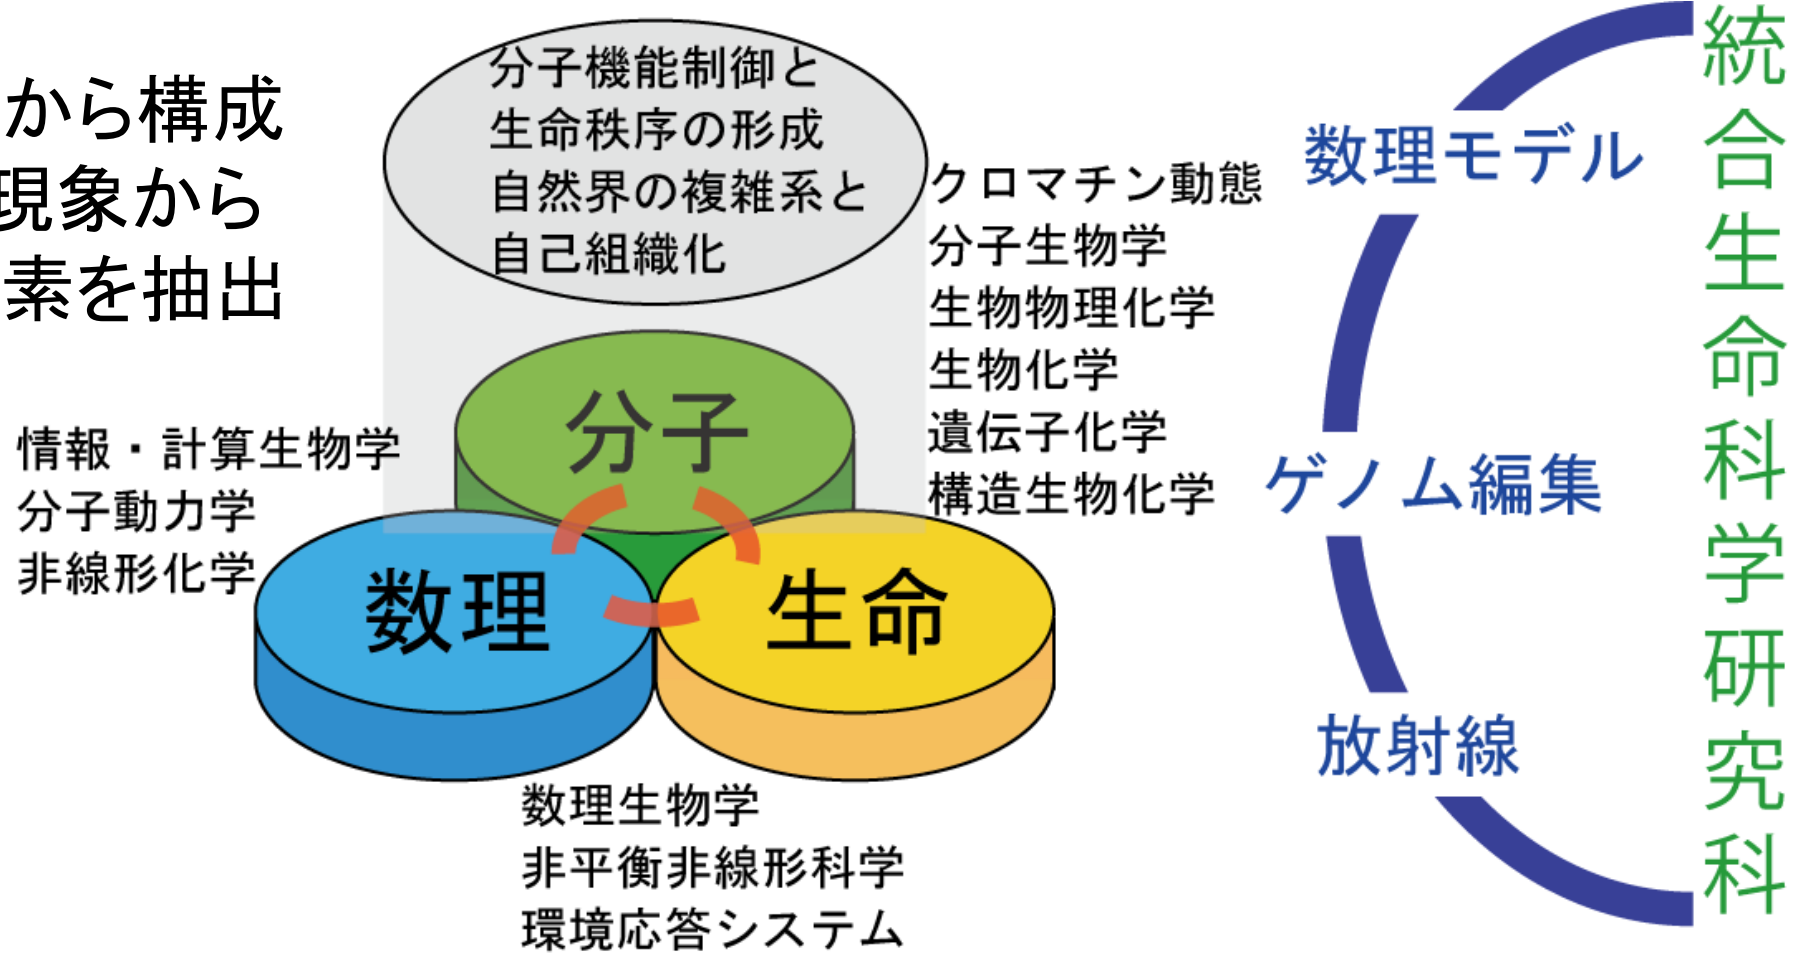 から構成
現象から
素を抽出
分子機能制御と
生命秩序の形成
自然界の複雑系と
自己組織化
クロマチン動態
分子生物学
生物物理化学
生物化学
遺伝子化学
構造生物化学
情報・計算生物学
分子動力学
非線形化学
分子
数理
生命
数理生物学
非平衡非線形科学
環境応答システム
数理モデル
ゲノム編集
放射線
統合生命科学研究科